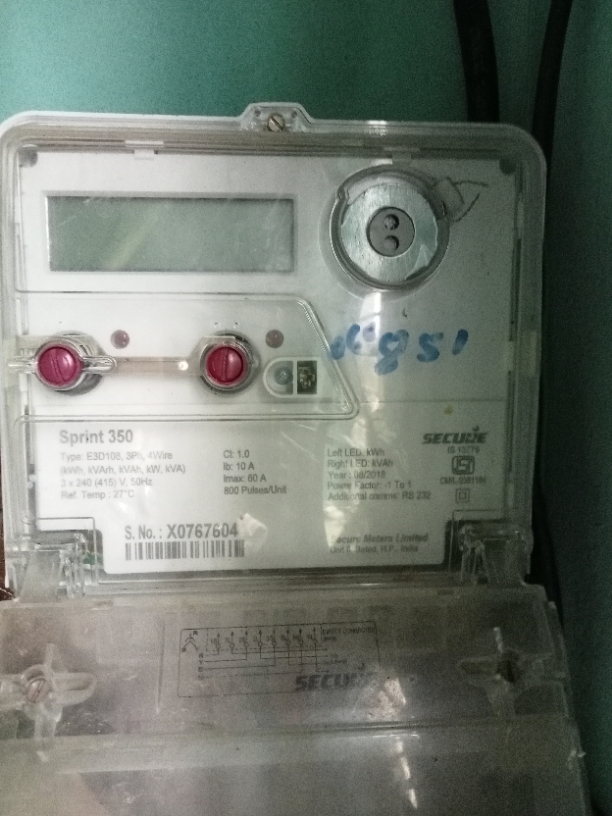 Sprint 350
Type: E3D108, 3Ph, 4Wire
(kWh, kVArh, kVAh, kW, kVA)
3 x 240 (415) V, 50Hz
Ref. Temp : 27°C
Cl: 1.0
Ib: 10 A
Imax: 60 A
800 Pulses/Unit
Left LED: kWh
Right LED: kVAh
Year : 08/2018
Power Factor: -1 To 1
Additional comms: RS 232
SECURE
IS 13779
S. No.: X0767604
Secure Meters Limited
SECURE